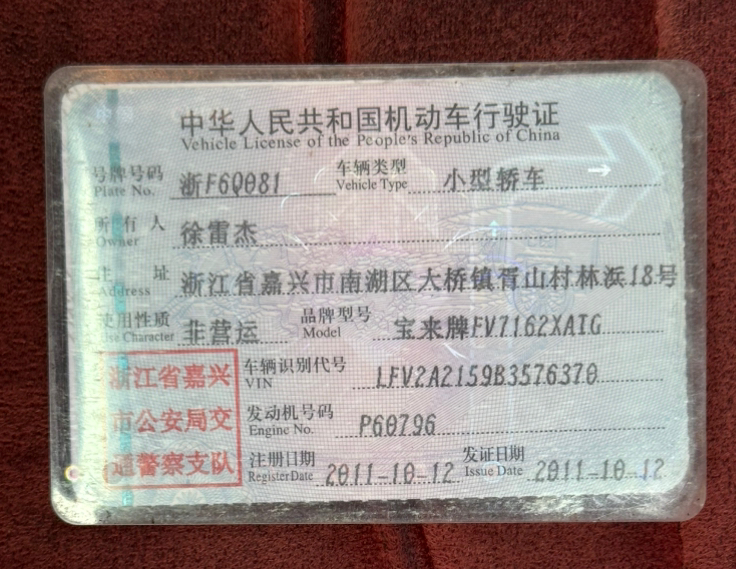 中华人民共和国机动车行驶证
Vehicle License of the People's Republic of China
号牌号码 浙F6Q081 车辆类型 小型轿车
Plate No. Vehicle Type
所有人 徐雷杰
Owner
住址 浙江省嘉兴市南湖区大桥镇胥山村林浜18号
Address
使用性质 非营运 品牌型号 宝来牌FV7162XATG
Use Character Model
浙江省嘉兴
市公安局交
通警察支队
车辆识别代号 LFV2A2159B3576370
VIN
发动机号码 P60796
Engine No.
注册日期 2011-10-12 发证日期 2011-10-12
Register Date Issue Date